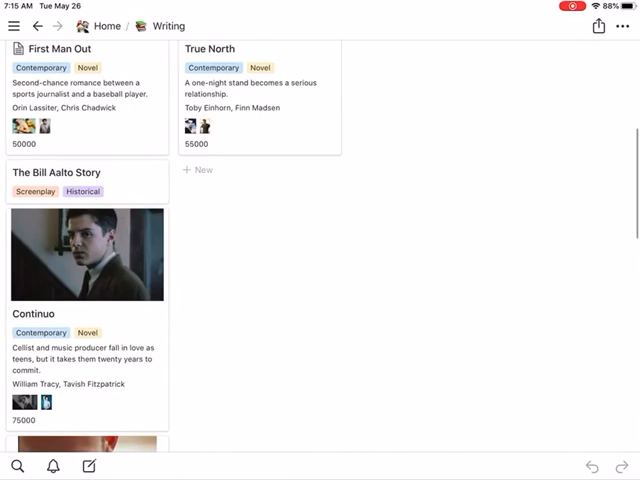 7:15 AM Tue May 26
88%
Home / Writing
First Man Out
Contemporary Novel
Second-chance romance between a
sports journalist and a baseball player.
Orin Lassiter, Chris Chadwick
50000
The Bill Aalto Story
Screenplay Historical
Continuo
Contemporary Novel
Cellist and music producer fall in love as
teens, but it takes them twenty years to
commit.
William Tracy, Tavish Fitzpatrick
75000
True North
Contemporary Novel
A one-night stand becomes a serious
relationship.
Toby Einhorn, Finn Madsen
55000
+ New